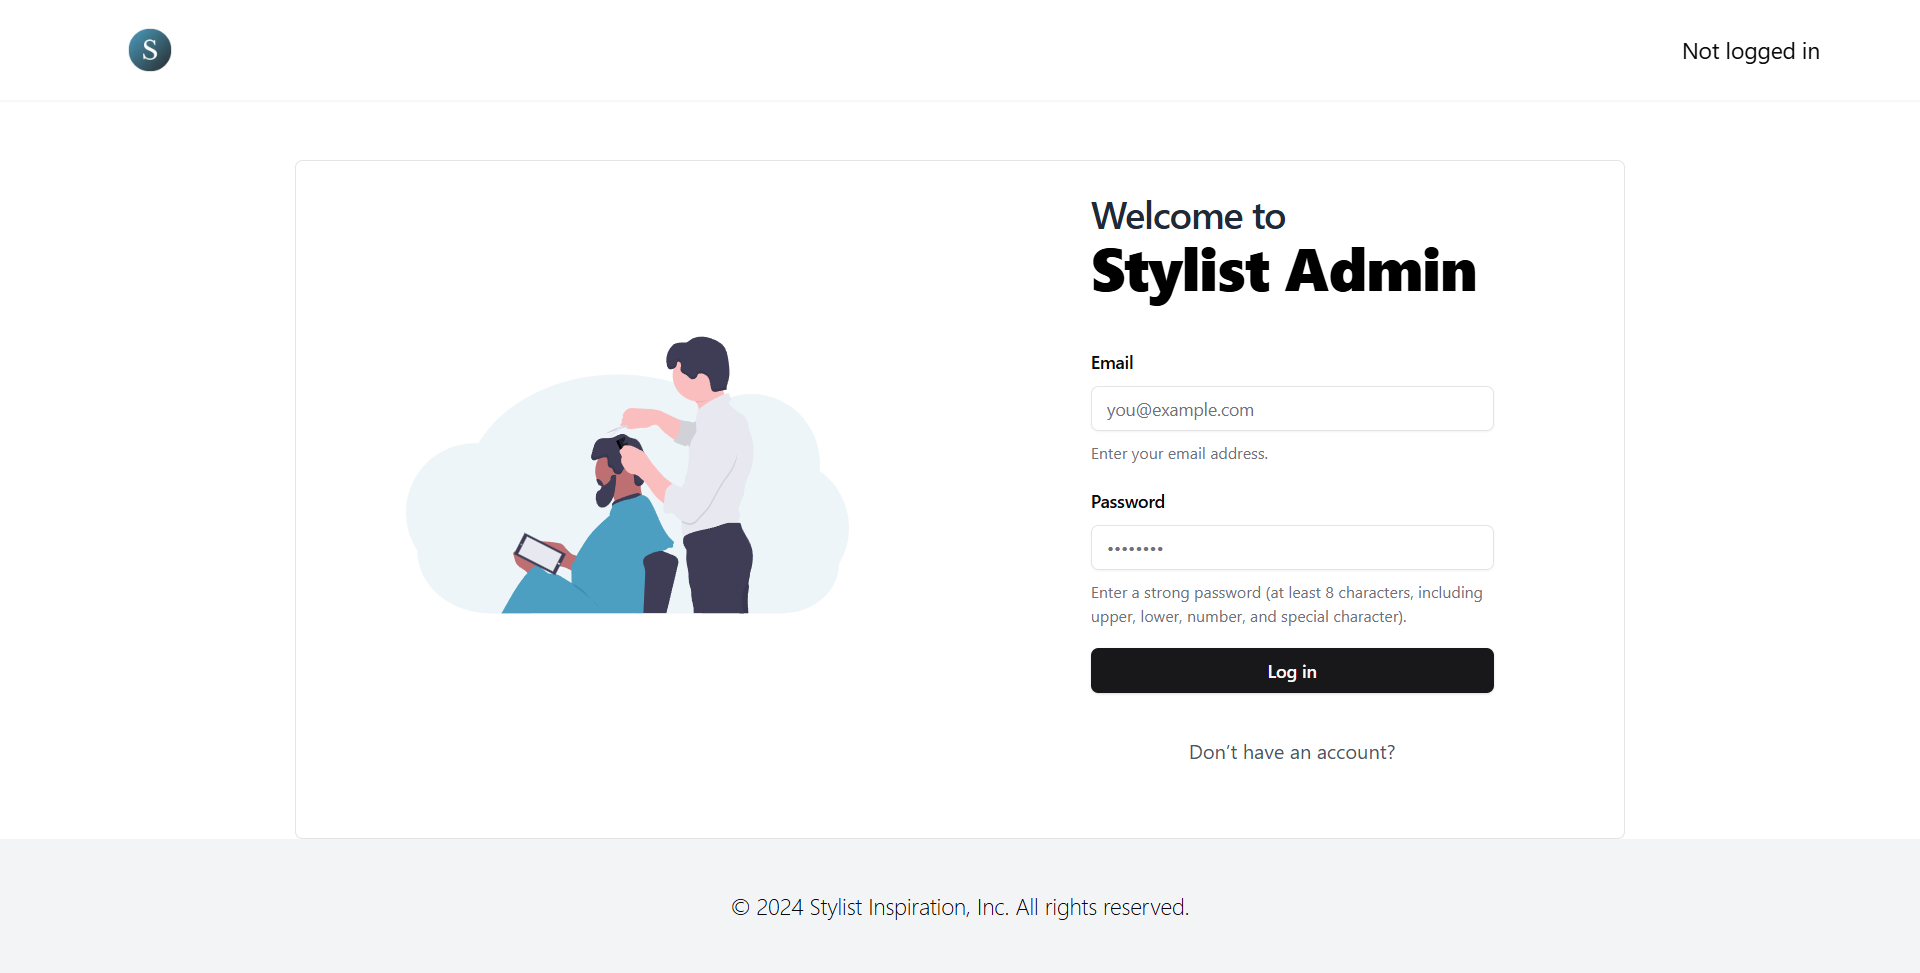 S
Not logged in
Welcome to
Stylist Admin
Email
you@example.com
Enter your email address.
Password
••••••••
Enter a strong password (at least 8 characters, including
upper, lower, number, and special character).
Log in
Don’t have an account?
© 2024 Stylist Inspiration, Inc. All rights reserved.